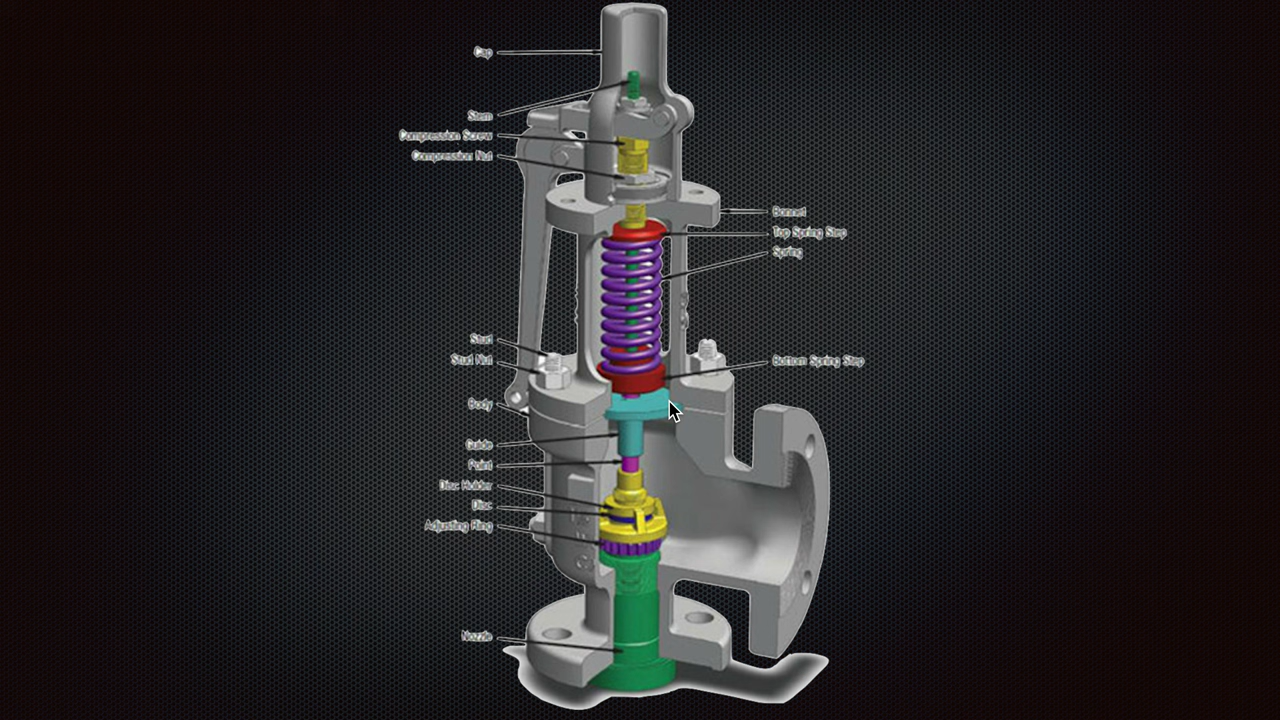 Cap
Stem
Compression Screw
Compression Nut
Bonnet
Top Spring Step
Spring
Stud
Stud Nut
Bottom Spring Step
Body
Guide
Point
Disc Holder
Disc
Adjusting Ring
Nozzle